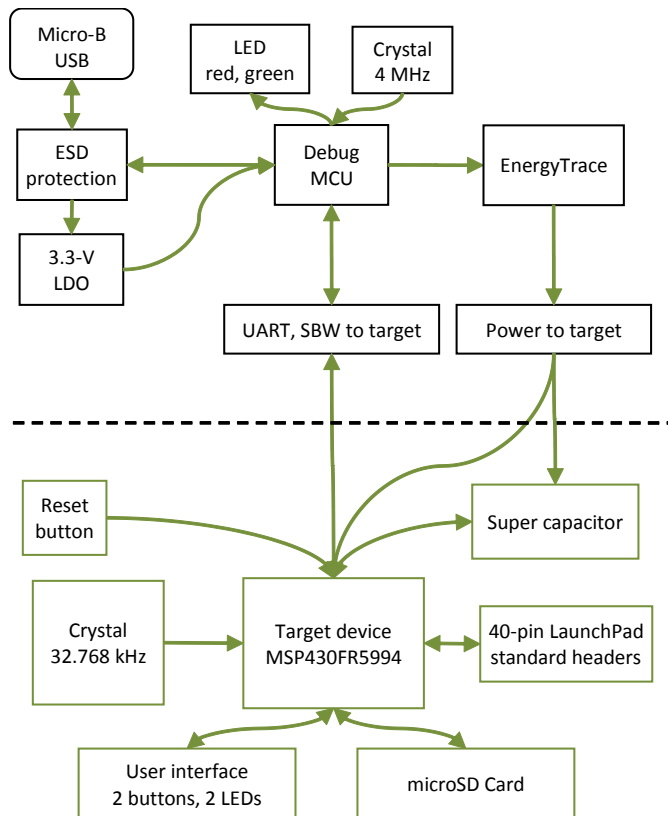 Micro-B
USB
LED
red, green
Crystal
4 MHz
ESD
protection
Debug
MCU
EnergyTrace
3.3-V
LDO
UART, SBW to target
Power to target
Reset
button
Super capacitor
Crystal
32.768 kHz
Target device
MSP430FR5994
40-pin LaunchPad
standard headers
User interface
2 buttons, 2 LEDs
microSD Card